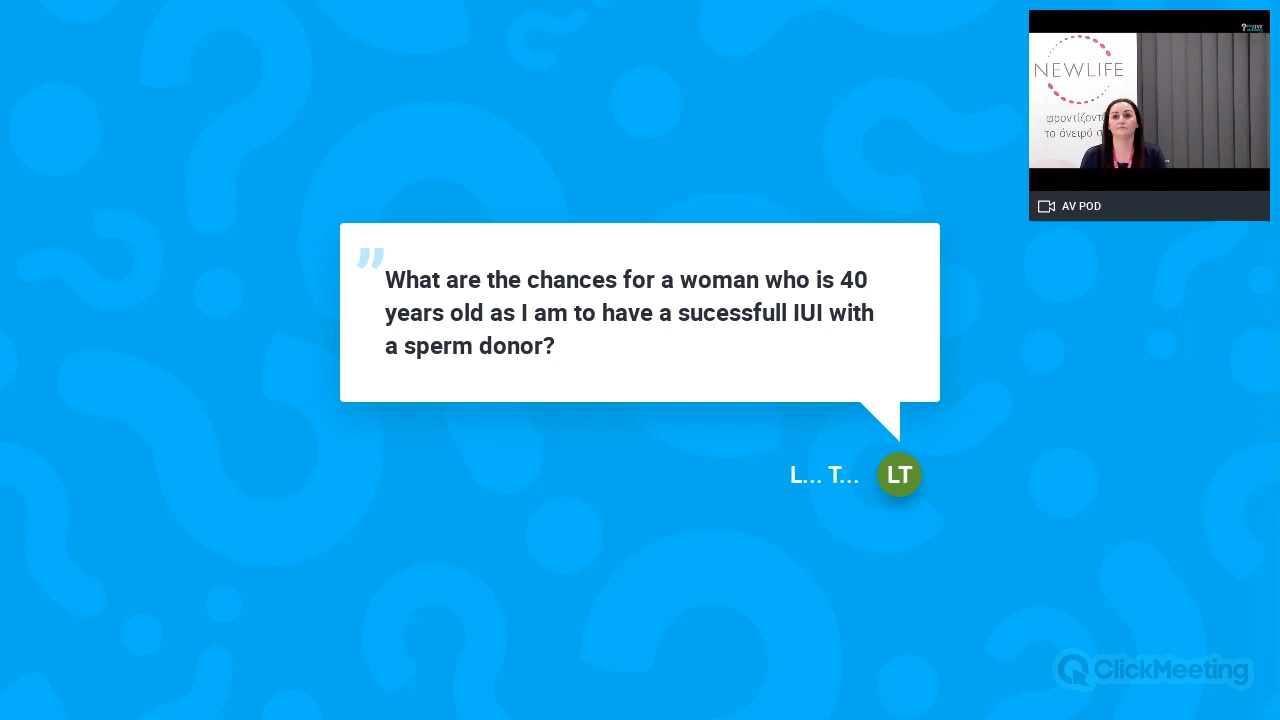 NEWLIFE
το όνειρό
AV POD
"
What are the chances for a woman who is 40
years old as I am to have a sucessfull IUI with
a sperm donor?
L... T...
LT
ClickMeeting